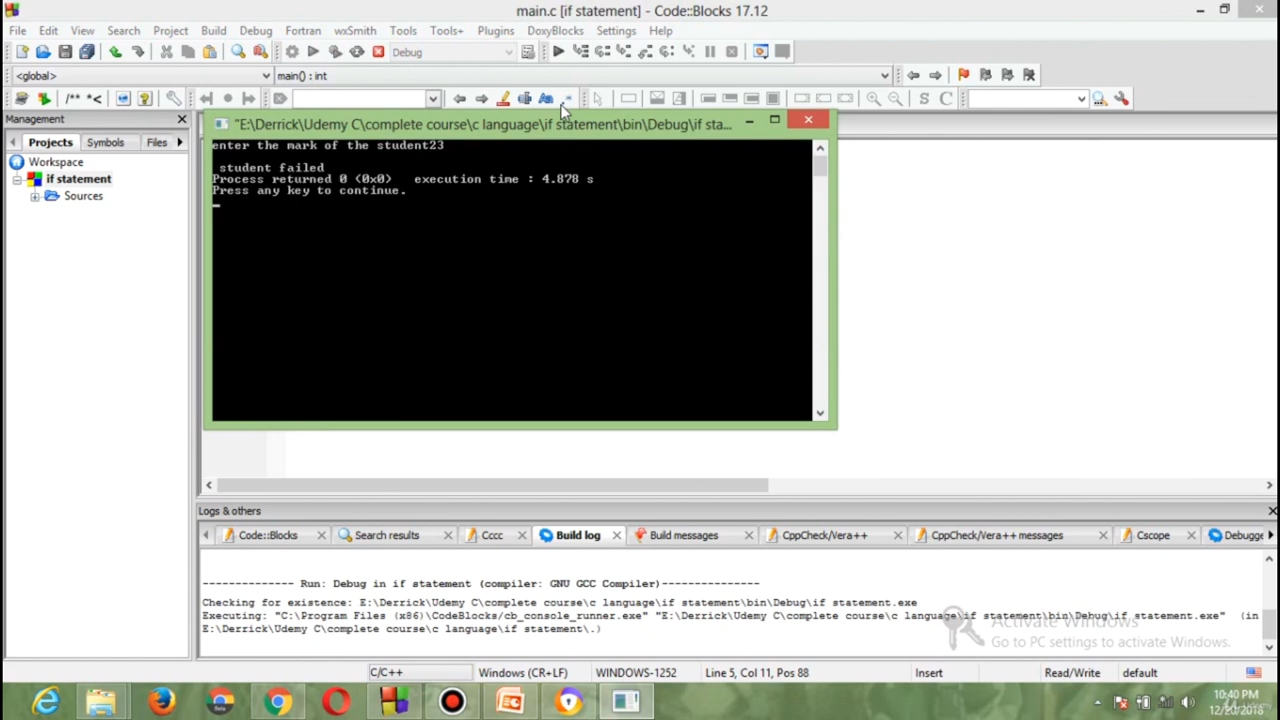 main.c [if statement] - Code::Blocks 17.12
File Edit View Search Project Build Debug Fortran wxSmith Tools Tools+ Plugins DoxyBlocks Settings Help
Debug
<global> main() : int
/** *<
S C
Management
Projects Symbols Files
Workspace
if statement
Sources
"E:\Derrick\Udemy C\complete course\c language\if statement\bin\Debug\if sta...
enter the mark of the student23
student failed
Process returned 0 (0x0) execution time : 4.878 s
Press any key to continue.
Logs & others
Code::Blocks Search results Cccc Build log Build messages CppCheck/Vera++ CppCheck/Vera++ messages Cscope Debugge
-------------- Run: Debug in if statement (compiler: GNU GCC Compiler)---------------
Checking for existence: E:\Derrick\Udemy C\complete course\c language\if statement\bin\Debug\if statement.exe
Executing: "C:\Program Files (x86)\CodeBlocks/cb_console_runner.exe" "E:\Derrick\Udemy C\complete course\c language\if statement\bin\Debug\if statement.exe" (in
E:\Derrick\Udemy C\complete course\c language\if statement\.)
Activate Windows
Go to PC settings to activate Windows.
C/C++ Windows (CR+LF) WINDOWS-1252 Line 5, Col 11, Pos 88 Insert Read/Write default
10:40 PM
12/20/2018